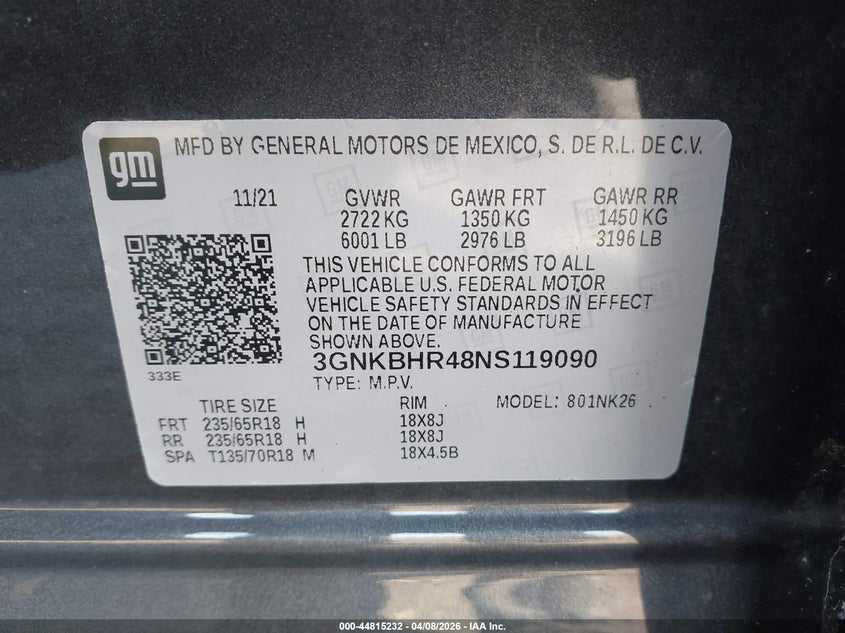 gm
MFD BY GENERAL MOTORS DE MEXICO, S. DE R.L. DE C.V.
11/21 GVWR GAWR FRT GAWR RR
2722 KG 1350 KG 1450 KG
6001 LB 2976 LB 3196 LB
THIS VEHICLE CONFORMS TO ALL
APPLICABLE U.S. FEDERAL MOTOR
VEHICLE SAFETY STANDARDS IN EFFECT
ON THE DATE OF MANUFACTURE
SHOWN ABOVE.
3GNKBHR48NS119090
333E
TYPE: M.P.V.
TIRE SIZE RIM MODEL: 801NK26
FRT 235/65R18 H 18X8J
RR 235/65R18 H 18X8J
SPA T135/70R18 M 18X4.5B
000-44815232 - 04/08/2026 - IAA Inc.